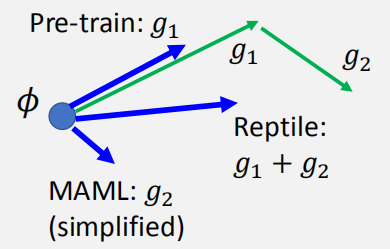 Pre-train: g₁
g₁
g₂
ϕ
Reptile:
g₁ + g₂
MAML: g₂
(simplified)